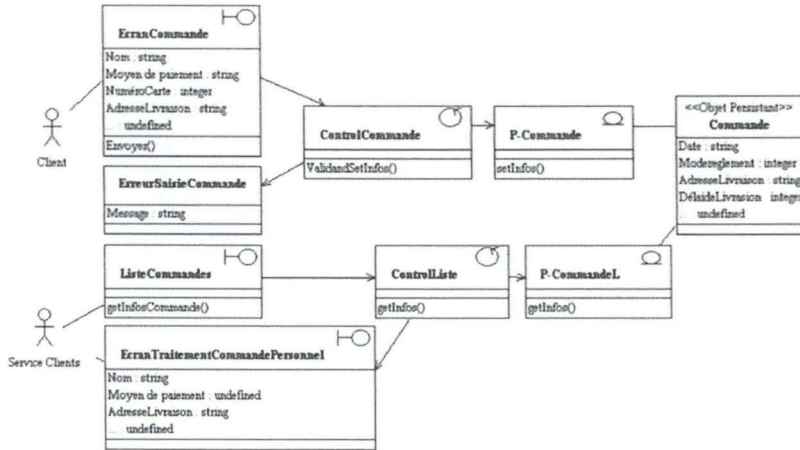 EcranCommande
Nom : string
Moyen de paiement : string
NuméroCarte : integer
AdresseLivraison : string
... : undefined
Envoyer()
Client
ErreurSaisieCommande
Message : string
ControlCommande
ValidandSetInfos()
P-Commande
setInfos()
<<Objet Persistant>>
Commande
Date : string
Modereglement : integer
AdresseLivraison : string
DélaideLivrasion : integer
... : undefined
ListeCommandes
getInfosCommande()
ControlListe
getInfos()
P-CommandeL
getInfos()
Service Clients
EcranTraitementCommandePersonnel
Nom : string
Moyen de paiement : undefined
AdresseLivraison : string
... : undefined